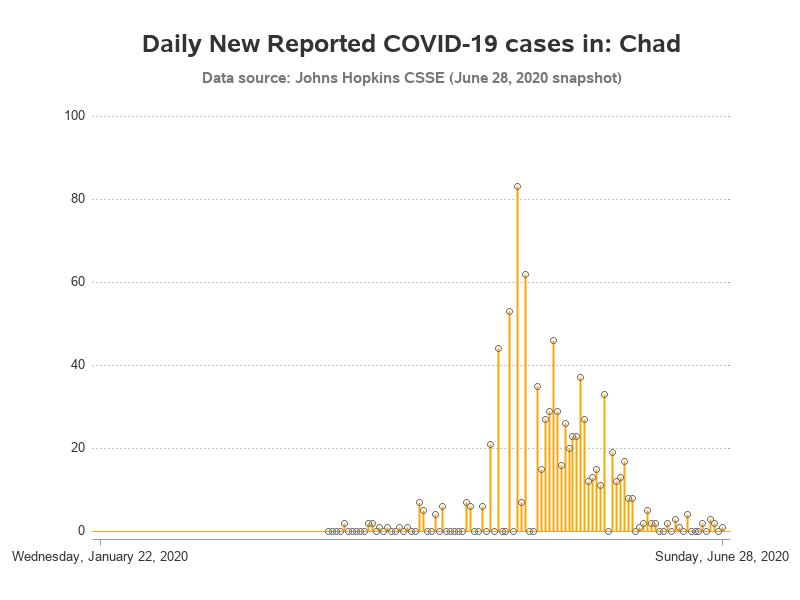 Daily New Reported COVID-19 cases in: Chad
Data source: Johns Hopkins CSSE (June 28, 2020 snapshot)
100
80
60
40
20
0
Wednesday, January 22, 2020
Sunday, June 28, 2020